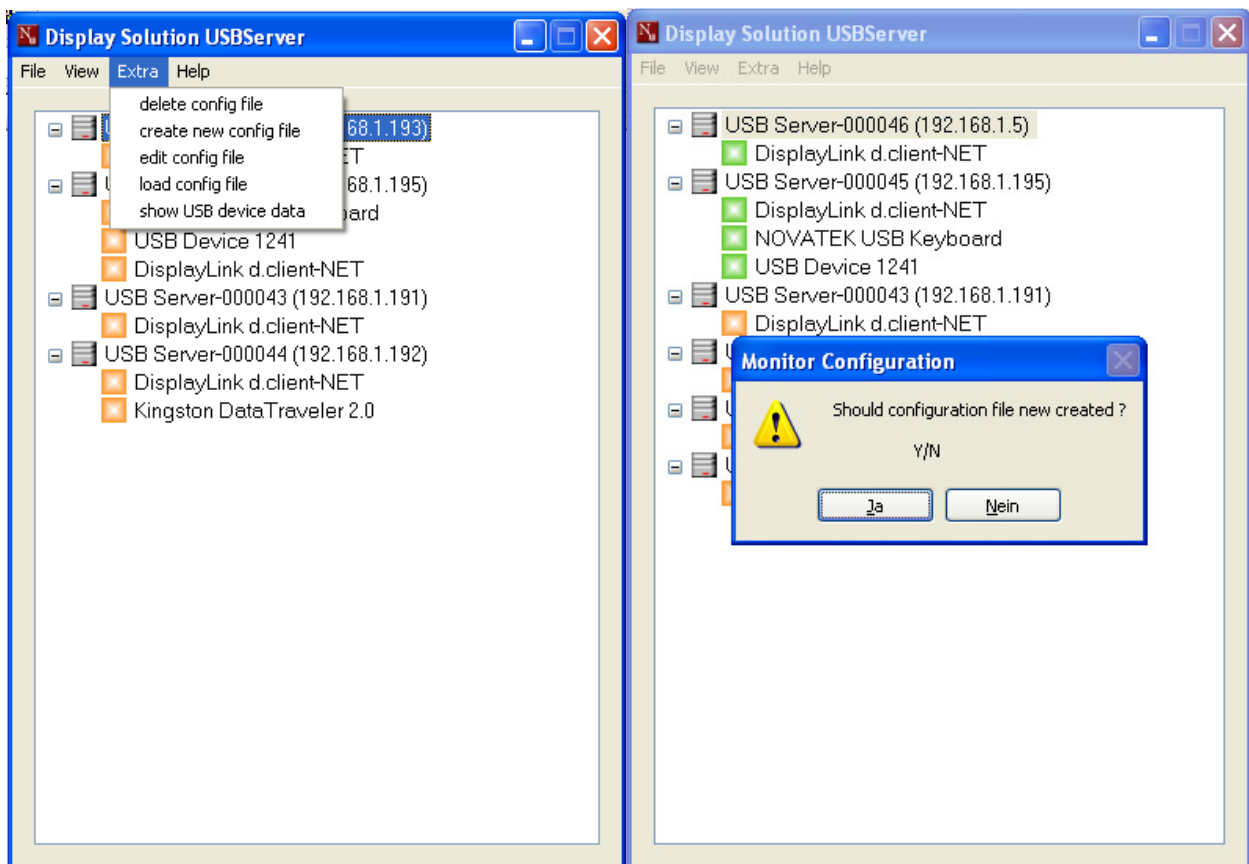 Display Solution USBServer
File View Extra Help
delete config file
create new config file
edit config file
load config file
show USB device data
68.1.193)
ET
68.1.195)
oard
USB Device 1241
DisplayLink d.client-NET
USB Server-000043 (192.168.1.191)
DisplayLink d.client-NET
USB Server-000044 (192.168.1.192)
DisplayLink d.client-NET
Kingston DataTraveler 2.0
Display Solution USBServer
File View Extra Help
USB Server-000046 (192.168.1.5)
DisplayLink d.client-NET
USB Server-000045 (192.168.1.195)
DisplayLink d.client-NET
NOVATEK USB Keyboard
USB Device 1241
USB Server-000043 (192.168.1.191)
DisplayLink d.client-NET
Monitor Configuration
Should configuration file new created ?
Y/N
Ja Nein